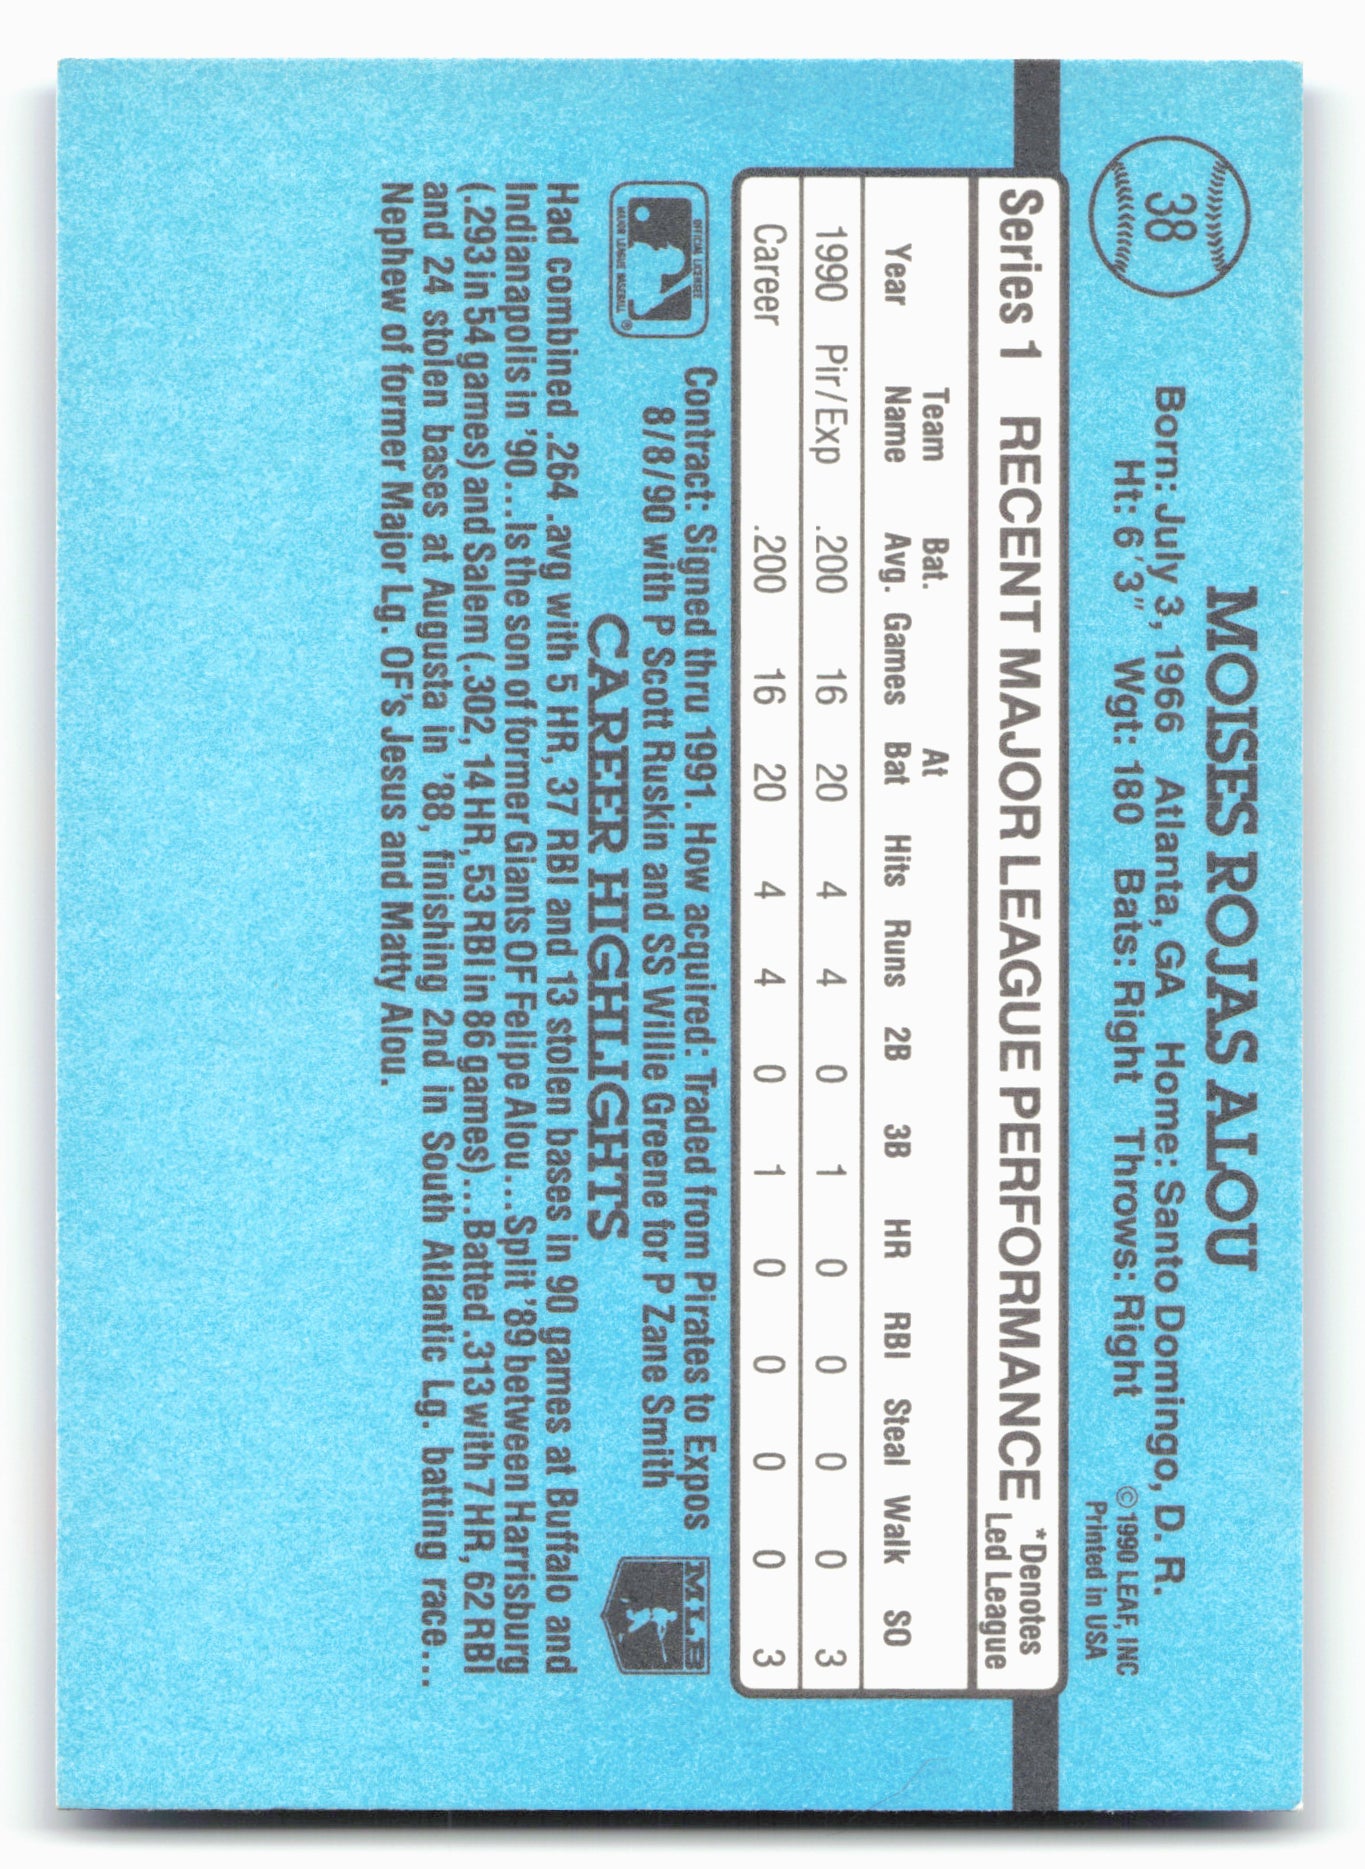 38
MOISES ROJAS ALOU
Born: July 3, 1966 Atlanta, GA Home: Santo Domingo, D. R.
Ht: 6'3" Wgt: 180 Bats: Right Throws: Right
©1990 LEAF, INC
Printed in USA
Series 1 RECENT MAJOR LEAGUE PERFORMANCE *Denotes Led League
Year Team Name Bat. Avg. Games At Bat Hits Runs 2B 3B HR RBI Steal Walk SO
1990 Pir/Exp .200 16 20 4 4 0 1 0 0 0 0 3
Career .200 16 20 4 4 0 1 0 0 0 0 3
OFFICIAL LICENSEE
MAJOR LEAGUE BASEBALL ®
Contract: Signed thru 1991. How acquired: Traded from Pirates to Expos
8/8/90 with P Scott Ruskin and SS Willie Greene for P Zane Smith
MLB
CAREER HIGHLIGHTS
Had combined .264 .avg with 5 HR, 37 RBI and 13 stolen bases in 90 games at Buffalo and
Indianapolis in '90...Is the son of former Giants OF Felipe Alou...Split '89 between Harrisburg
(.293 in 54 games) and Salem (.302, 14 HR, 53 RBI in 86 games)...Batted .313 with 7 HR, 62 RBI
and 24 stolen bases at Augusta in '88, finishing 2nd in South Atlantic Lg. batting race...
Nephew of former Major Lg. OF's Jesus and Matty Alou.